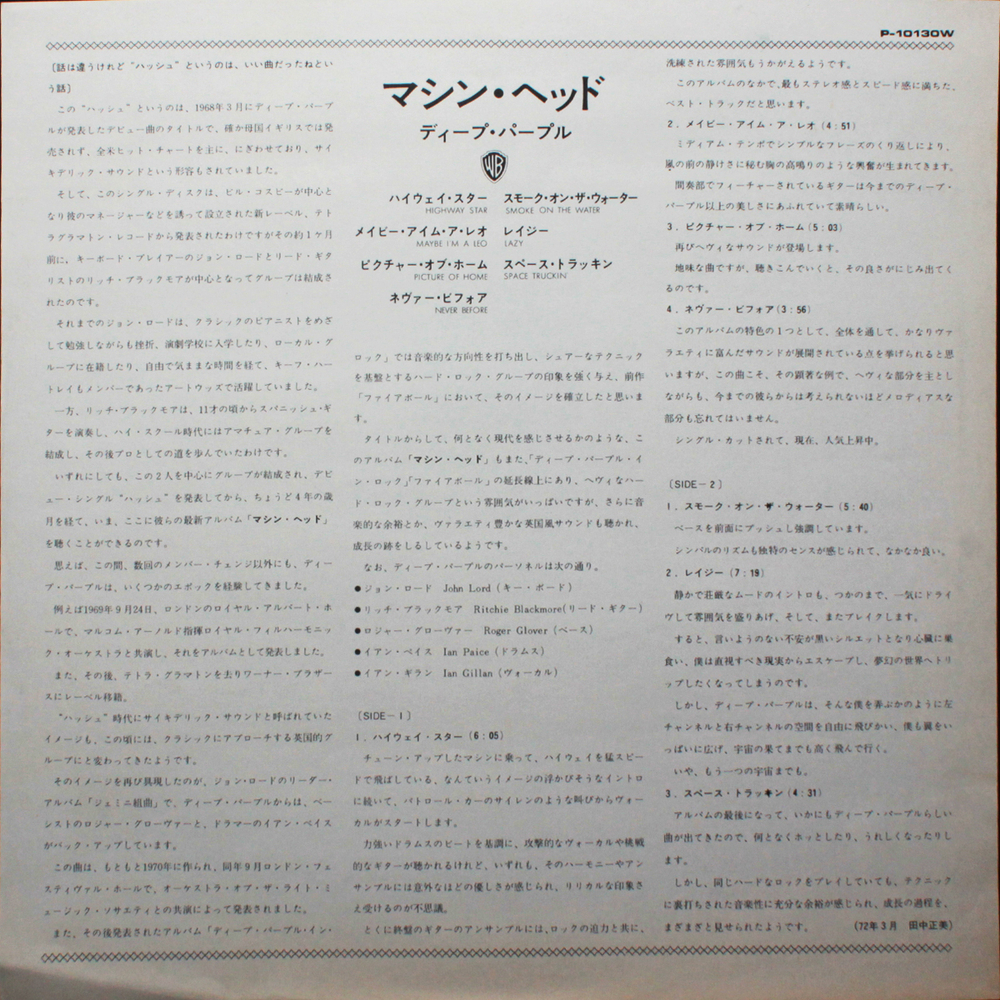 P-10130W
マシン・ヘッド
ディープ・パープル
WB
ハイウェイ・スター
HIGHWAY STAR
メイビー・アイム・ア・レオ
MAYBE I'M A LEO
ピクチャー・オブ・ホーム
PICTURE OF HOME
ネヴァー・ビフォア
NEVER BEFORE
スモーク・オン・ザ・ウォーター
SMOKE ON THE WATER
レイジー
LAZY
スペース・トラッキン
SPACE TRUCKIN'
〔話は違うけれど“ハッシュ”というのは、いい曲だったねとい
う話〕
この“ハッシュ”というのは、1968年3月にディープ・パープ
ルが発表したデビュー曲のタイトルで、確か母国イギリスでは発
売されず、全米ヒット・チャートを主に、にぎわせており、サイ
キデリック・サウンドという形容もされていました。
そして、このシングル・ディスクは、ビル・コスビーが中心と
なり彼のマネージャーなどを誘って設立された新レーベル、テト
ラグラマトン・レコードから発表されたわけですがその約1ヶ月
前に、キーボード・プレイアーのジョン・ロードとリード・ギタ
リストのリッチ・ブラックモアが中心となってグループは結成さ
れたのです。
それまでのジョン・ロードは、クラシックのピアニストをめざ
して勉強しながらも挫折、演劇学校に入学したり、ローカル・グ
ループに在籍したり、自由で気ままな時間を経て、キーフ・ハー
トレイもメンバーであったアートウッズで活躍していました。
一方、リッチ・ブラックモアは、11才の頃からスパニッシュ・ギ
ターを演奏し、ハイ・スクール時代にはアマチュア・グループを
結成し、その後プロとしての道を歩んでいたわけです。
いずれにしても、この2人を中心にグループが結成され、デビ
ュー・シングル“ハッシュ”を発表してから、ちょうど4年の歳
月を経て、いま、ここに彼らの最新アルバム「マシン・ヘッド」
を聴くことができるのです。
思えば、この間、数回のメンバー・チェンジ以外にも、ディー
プ・パープルは、いくつかのエポックを経験してきました。
例えば1969年9月24日、ロンドンのロイヤル・アルバート・ホ
ールで、マルコム・アーノルド指揮ロイヤル・フィルハーモニッ
ク・オーケストラと共演し、それをアルバムとして発表しました。
また、その後、テトラ・グラマトンを去りワーナー・ブラザー
スにレーベル移籍。
“ハッシュ”時代にサイキデリック・サウンドと呼ばれていた
イメージも、この頃には、クラシックにアプローチする英国的グ
ループにと変わってきたようです。
そのイメージを再び具現したのが、ジョン・ロードのリーダー・
アルバム「ジェミニ組曲」で、ディープ・パープルからは、ベー
シストのロジャー・グローヴァーと、ドラマーのイアン・ペイス
がバック・アップしています。
この曲は、もともと1970年に作られ、同年9月ロンドン・フェ
スティヴァル・ホールで、オーケストラ・オブ・ザ・ライト・ミ
ュージック・ソサエティとの共演によって発表されました。
また、その後発表されたアルバム「ディープ・パープル・イン・
ロック」では音楽的な方向性を打ち出し、シュアーなテクニック
を基盤とするハード・ロック・グループの印象を強く与え、前作
「ファイアボール」において、そのイメージを確立したと思いま
す。
タイトルからして、何となく現代を感じさせるかのような、こ
のアルバム「マシン・ヘッド」もまた、「ディープ・パープル・イ
ン・ロック」「ファイアボール」の延長線上にあり、ヘヴィなハー
ド・ロック・グループという雰囲気がいっぱいですが、さらに音
楽的な余裕とか、ヴァラエティ豊かな英国風サウンドも聴かれ、
成長の跡をしるしているようです。
なお、ディープ・パープルのパーソネルは次の通り。
●ジョン・ロード John Lord (キー・ボード)
●リッチ・ブラックモア Ritchie Blackmore(リード・ギター)
●ロジャー・グローヴァー Roger Glover (ベース)
●イアン・ペイス Ian Paice (ドラムス)
●イアン・ギラン Ian Gillan (ヴォーカル)
〔SIDE-1〕
1．ハイウェイ・スター(6:05)
チューン・アップしたマシンに乗って、ハイウェイを猛スピー
ドで飛ばしている、なんていうイメージの浮かびそうなイントロ
に続いて、パトロール・カーのサイレンのような叫びからヴォー
カルがスタートします。
力強いドラムスのビートを基調に、攻撃的なヴォーカルや挑戦
的なギターが聴かれるけれど、いずれも、そのハーモニーやアン
サンブルには意外なほどの優しさが感じられ、リリカルな印象さ
え受けるのが不思議。
とくに終盤のギターのアンサンブルには、ロックの迫力と共に、
洗練された雰囲気もうかがえるようです。
このアルバムのなかで、最もステレオ感とスピード感に満ちた、
ベスト・トラックだと思います。
2．メイビー・アイム・ア・レオ(4:51)
ミディアム・テンポでシンプルなフレーズのくり返しにより、
嵐の前の静けさに秘む胸の高鳴りのような興奮が生まれてきます。
間奏部でフィーチャーされているギターは今までのディープ・
パープル以上の美しさにあふれていて素晴らしい。
3．ピクチャー・オブ・ホーム(5:03)
再びヘヴィなサウンドが登場します。
地味な曲ですが、聴きこんでいくと、その良さがにじみ出てく
るのです。
4．ネヴァー・ビフォア(3:56)
このアルバムの特色の1つとして、全体を通して、かなりヴァ
ラエティに富んだサウンドが展開されている点を挙げられると思
いますが、この曲こそ、その顕著な例で、ヘヴィな部分を主とし
ながらも、今までの彼らからは考えられないほどメロディアスな
部分も忘れてはいません。
シングル・カットされて、現在、人気上昇中。
〔SIDE-2〕
1．スモーク・オン・ザ・ウォーター(5:40)
ベースを前面にプッシュし強調しています。
シンバルのリズムも独特のセンスが感じられて、なかなか良い。
2．レイジー(7:19)
静かで荘厳なムードのイントロも、つかのまで、一気にドライ
ヴして雰囲気を盛りあげ、そして、またブレイクします。
すると、言いようのない不安が黒いシルエットとなり心臓に巣
食い、僕は直視すべき現実からエスケープし、夢幻の世界へトリ
ップしたくなってしまうのです。
しかし、ディープ・パープルは、そんな僕を弄ぶかのように左
チャンネルと右チャンネルの空間を自由に飛びかい、僕も翼をい
っぱいに広げ、宇宙の果てまでも高く飛んで行く。
いや、もう一つの宇宙までも。
3．スペース・トラッキン(4:31)
アルバムの最後になって、いかにもディープ・パープルらしい
曲が出てきたので、何となくホッとしたり、うれしくなったりし
ます。
しかし、同じハードなロックをプレイしていても、テクニック
に裏打ちされた音楽性に充分な余裕が感じられ、成長の過程を、
まざまざと見せられたようです。 (72年3月 田中正美)